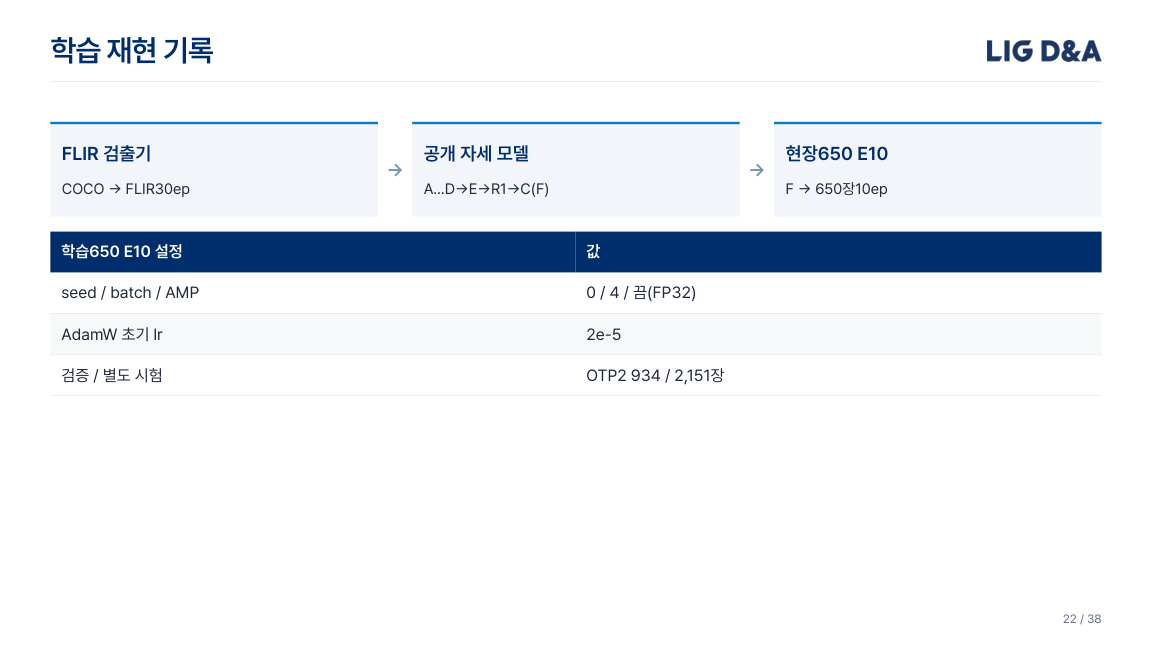 학습 재현 기록
LIG D&A
FLIR 검출기
COCO → FLIR30ep
→
공개 자세 모델
A...D→E→R1→C(F)
→
현장650 E10
F → 650장10ep
학습650 E10 설정 값
seed / batch / AMP 0 / 4 / 끔(FP32)
AdamW 초기 lr 2e-5
검증 / 별도 시험 OTP2 934 / 2,151장
22 / 38